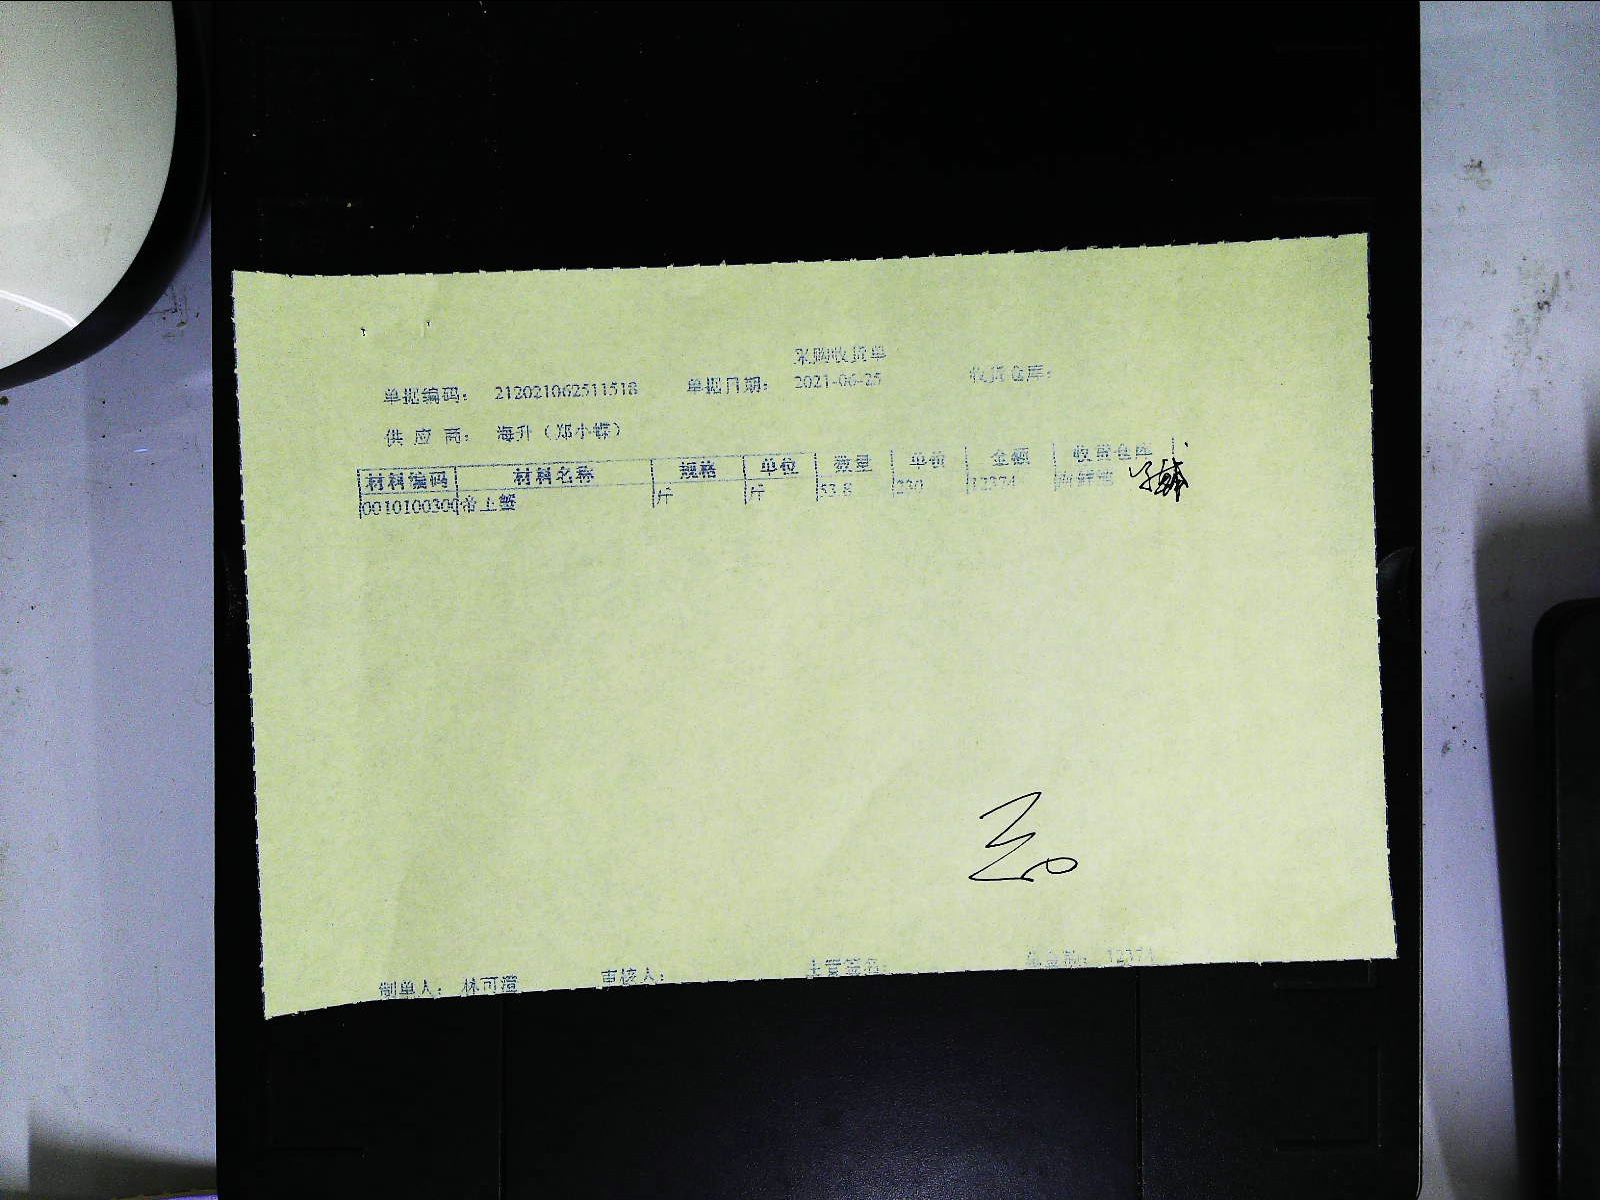 采购收货单
单据编码： 212021062511518 单据日期： 2021-06-25 收货仓库：
供 应 商： 海升（郑小蝶）
材料编码 材料名称 规格 单位 数量 单价 金额 收货仓库
0010100300 帝王蟹 斤 斤 53.8 230 12374 海鲜池
制单人： 林可澄 审核人： 主管签名： 总金额： 12374